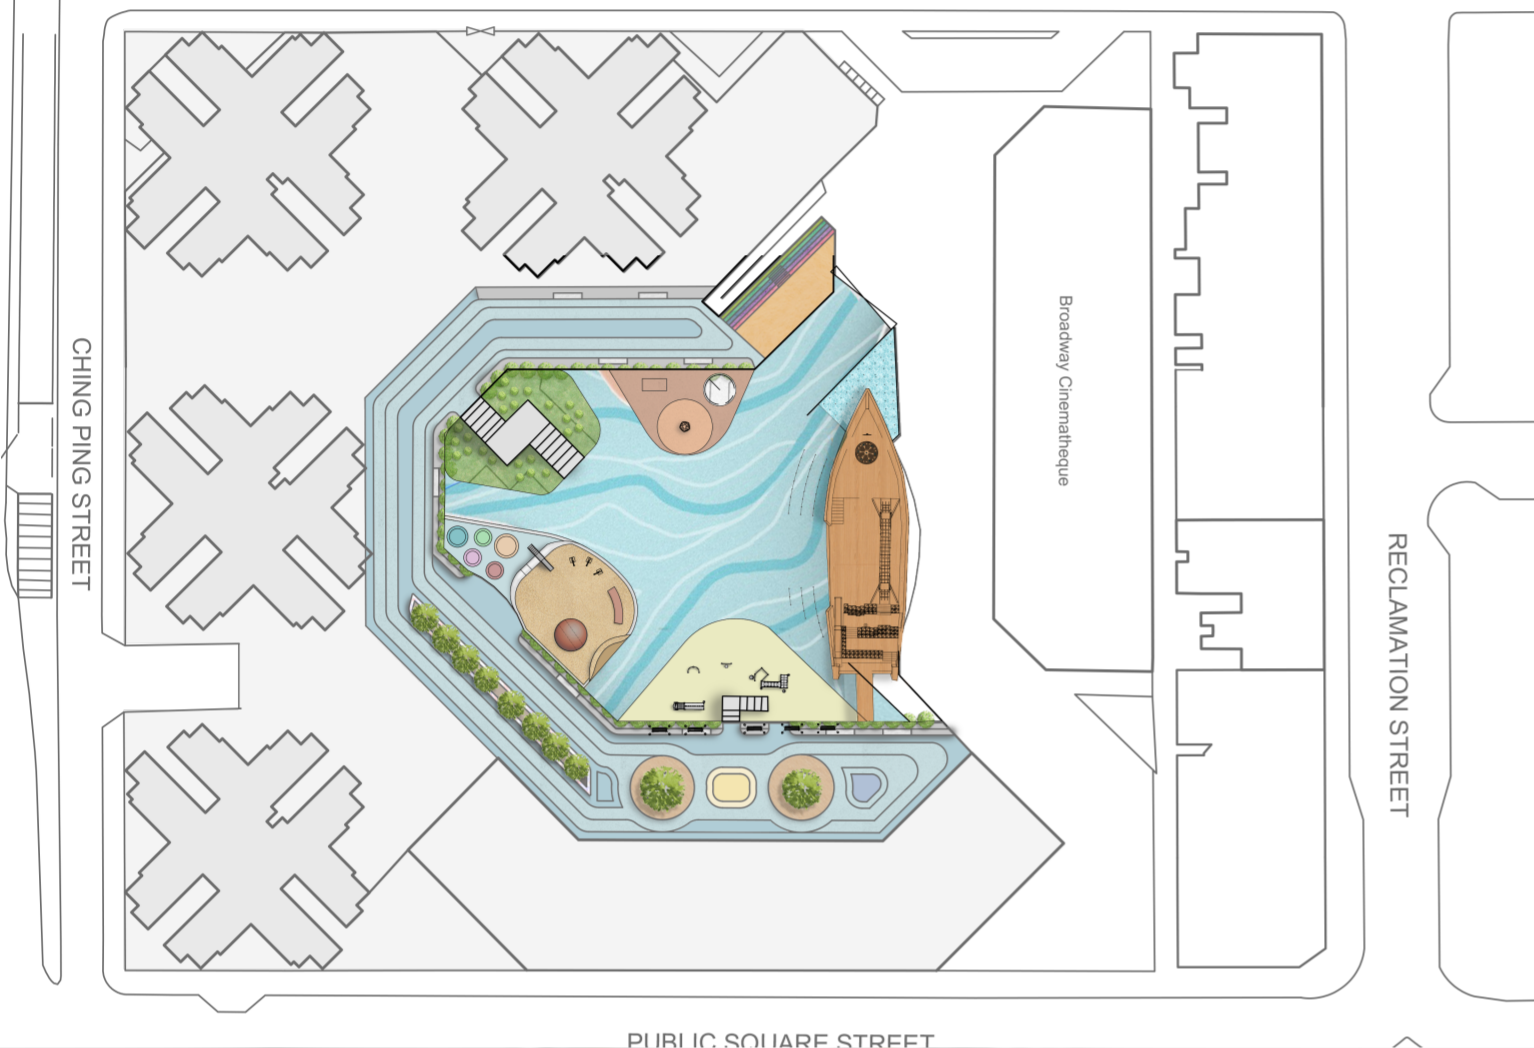 CHING PING STREET
Broadway Cinematheque
RECLAMATION STREET
PUBLIC SQUARE STREET